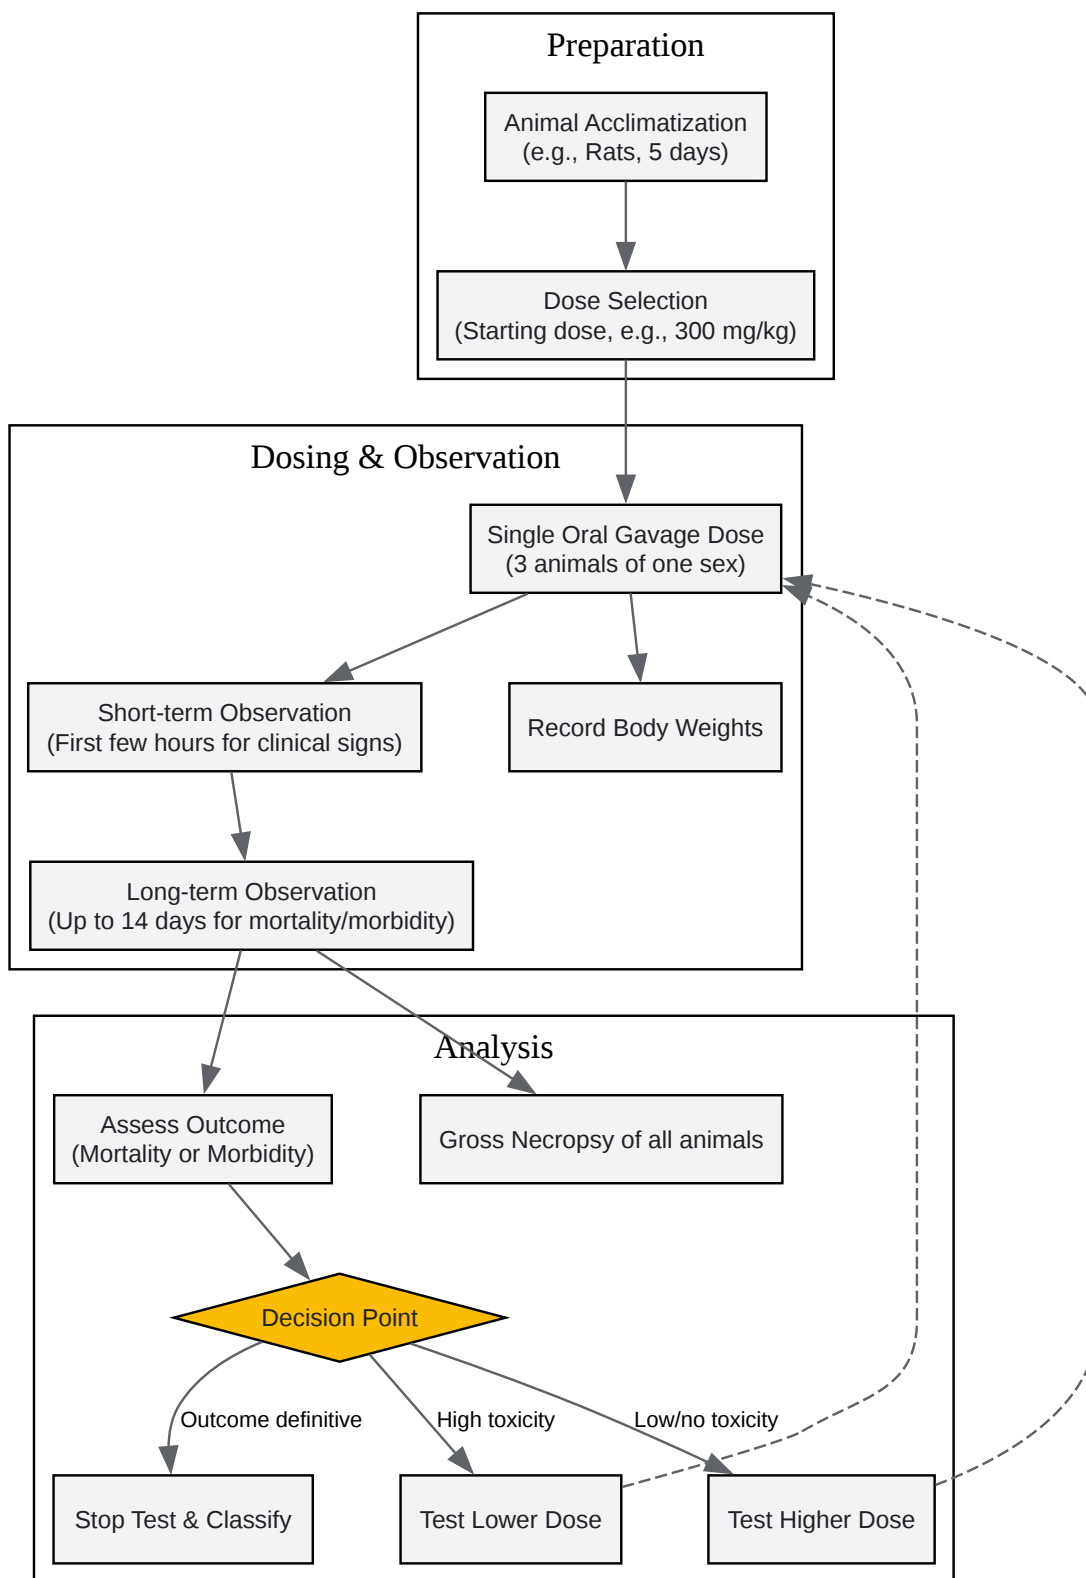 Preparation
Animal Acclimatization
(e.g., Rats, 5 days)
Dose Selection
(Starting dose, e.g., 300 mg/kg)
Dosing & Observation
Single Oral Gavage Dose
(3 animals of one sex)
Short-term Observation
(First few hours for clinical signs)
Record Body Weights
Long-term Observation
(Up to 14 days for mortality/morbidity)
Analysis
Assess Outcome
(Mortality or Morbidity)
Gross Necropsy of all animals
Decision Point
Outcome definitive
High toxicity
Low/no toxicity
Stop Test & Classify
Test Lower Dose
Test Higher Dose